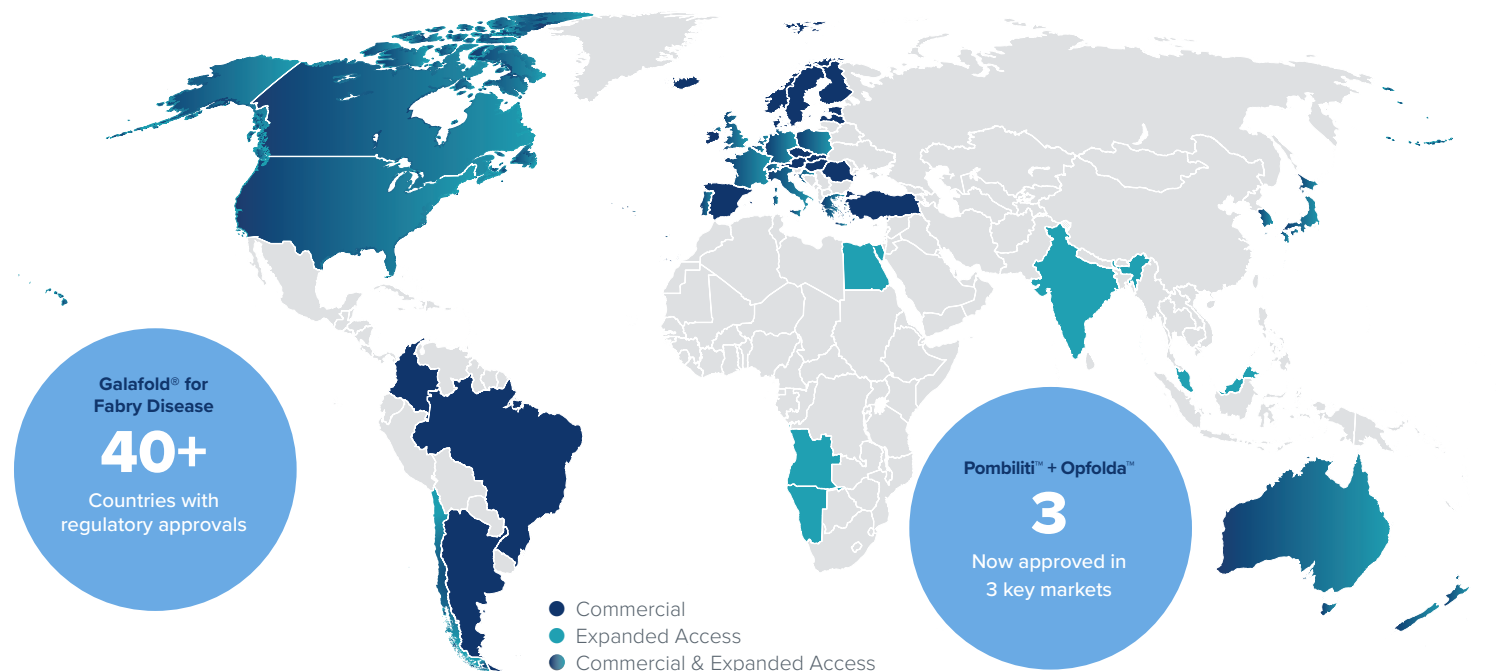 Galafold® for
Fabry Disease
40+
Countries with
regulatory approvals
Pombiliti™ + Opfolda™
3
Now approved in
3 key markets
Commercial
Expanded Access
Commercial & Expanded Access